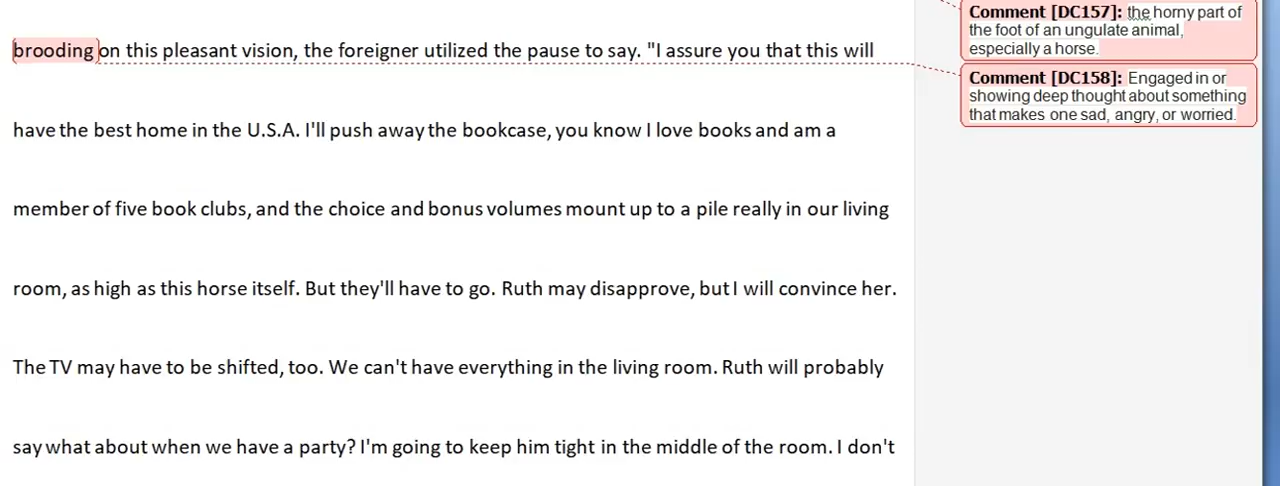 brooding on this pleasant vision, the foreigner utilized the pause to say. "I assure you that this will
have the best home in the U.S.A. I'll push away the bookcase, you know I love books and am a
member of five book clubs, and the choice and bonus volumes mount up to a pile really in our living
room, as high as this horse itself. But they'll have to go. Ruth may disapprove, but I will convince her.
The TV may have to be shifted, too. We can't have everything in the living room. Ruth will probably
say what about when we have a party? I'm going to keep him tight in the middle of the room. I don't
Comment [DC157]: the horny part of
the foot of an ungulate animal,
especially a horse.
Comment [DC158]: Engaged in or
showing deep thought about something
that makes one sad, angry, or worried.